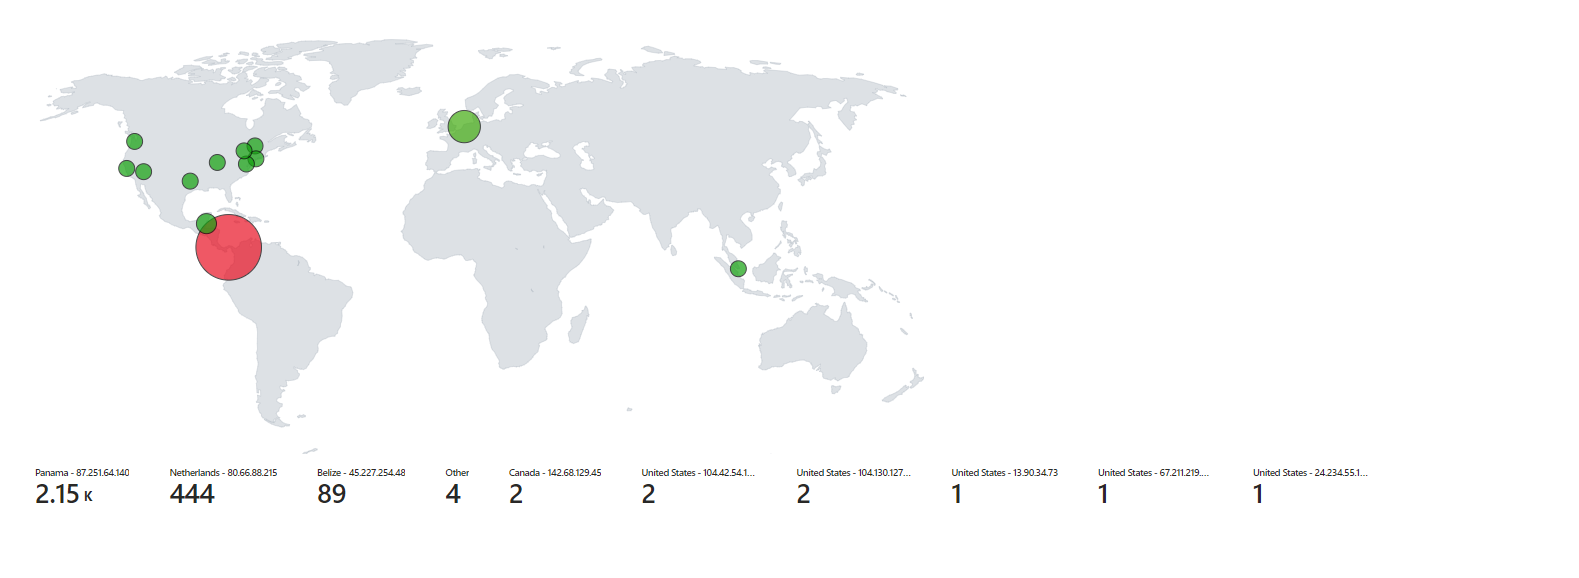 Panama - 87.251.64.140 Netherlands - 80.66.88.215 Belize - 45.227.254.48 Other Canada - 142.68.129.45 United States - 104.42.54.1... United States - 104.130.127... United States - 13.90.34.73 United States - 67.211.219.... United States - 24.234.55.1...
2.15 K 444 89 4 2 2 2 1 1 1